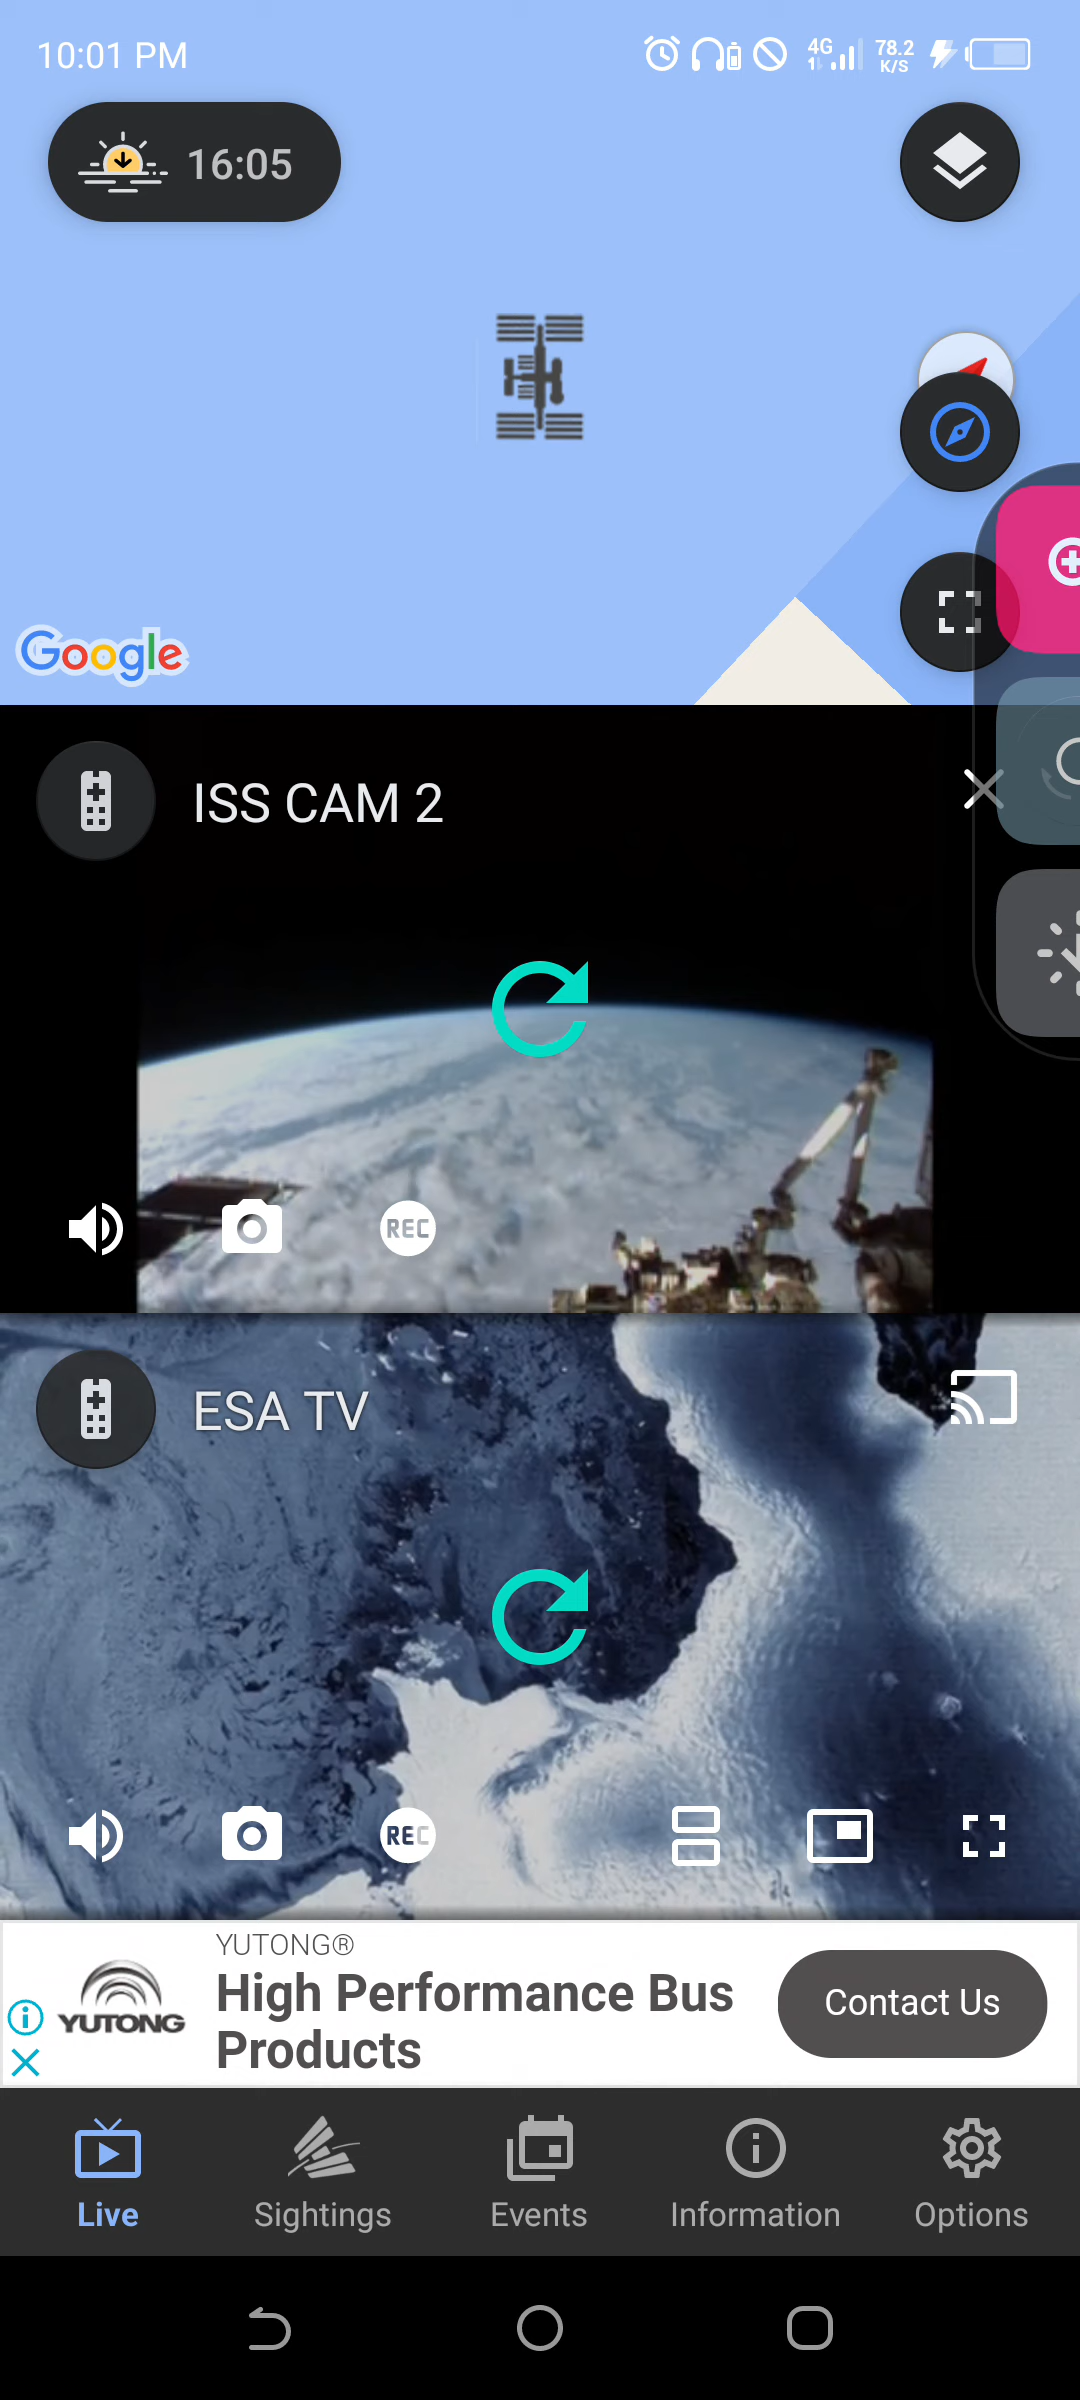 10:01 PM
4G
78.2
K/S
16:05
Google
ISS CAM 2
REC
ESA TV
REC
YUTONG®
High Performance Bus
Products
YUTONG
Contact Us
Live
Sightings
Events
Information
Options